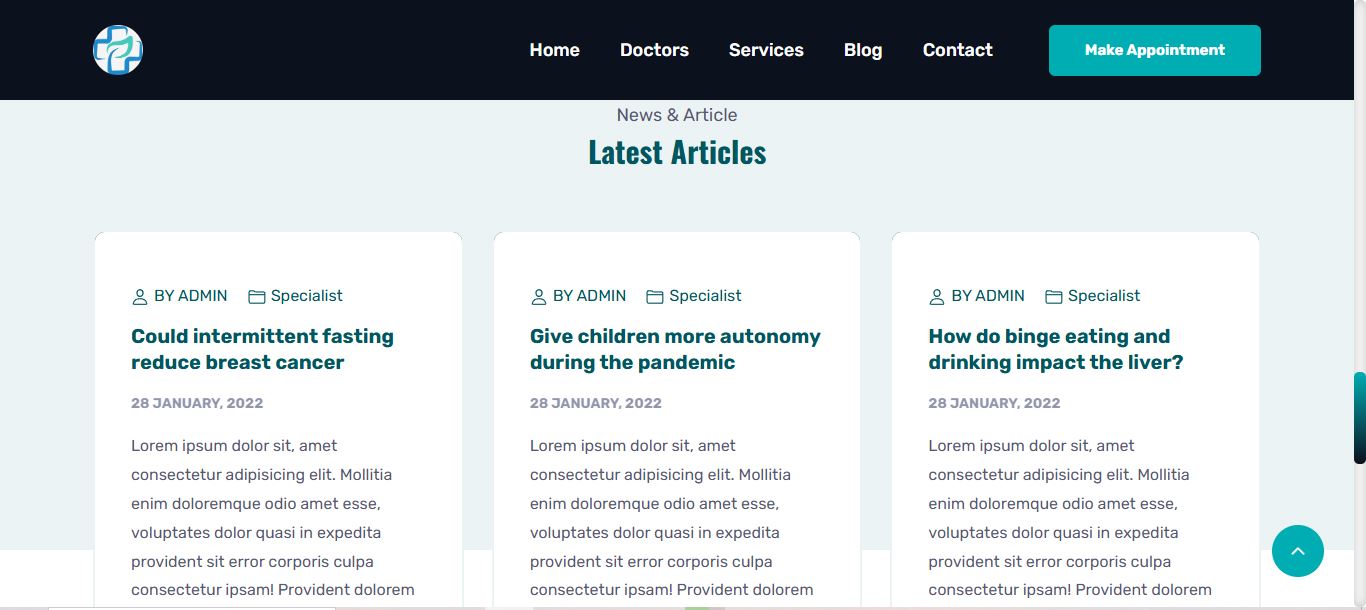 Home Doctors Services Blog Contact Make Appointment
News & Article
Latest Articles
BY ADMIN Specialist
Could intermittent fasting
reduce breast cancer
28 JANUARY, 2022
Lorem ipsum dolor sit, amet
consectetur adipisicing elit. Mollitia
enim doloremque odio amet esse,
voluptates dolor quasi in expedita
provident sit error corporis culpa
consectetur ipsam! Provident dolorem
BY ADMIN Specialist
Give children more autonomy
during the pandemic
28 JANUARY, 2022
Lorem ipsum dolor sit, amet
consectetur adipisicing elit. Mollitia
enim doloremque odio amet esse,
voluptates dolor quasi in expedita
provident sit error corporis culpa
consectetur ipsam! Provident dolorem
BY ADMIN Specialist
How do binge eating and
drinking impact the liver?
28 JANUARY, 2022
Lorem ipsum dolor sit, amet
consectetur adipisicing elit. Mollitia
enim doloremque odio amet esse,
voluptates dolor quasi in expedita
provident sit error corporis culpa
consectetur ipsam! Provident dolorem